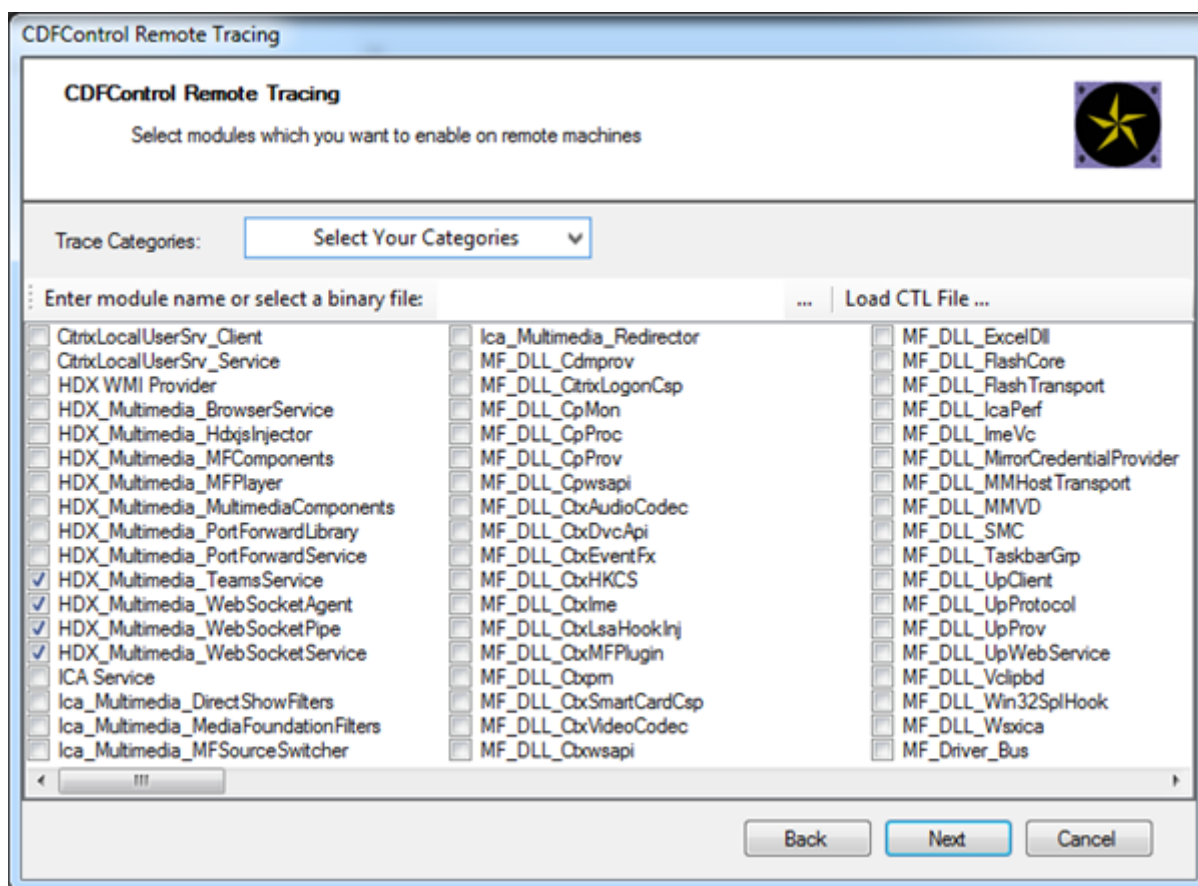 CDFControl Remote Tracing
CDFControl Remote Tracing
Select modules which you want to enable on remote machines
Trace Categories: Select Your Categories
Enter module name or select a binary file: ... Load CTL File ...
CitrixLocalUserSrv_Client Ica_Multimedia_Redirector MF_DLL_ExcelDll
CitrixLocalUserSrv_Service MF_DLL_Cdmprov MF_DLL_FlashCore
HDX WMI Provider MF_DLL_CitrixLogonCsp MF_DLL_FlashTransport
HDX_Multimedia_BrowserService MF_DLL_CpMon MF_DLL_IcaPerf
HDX_Multimedia_HdxjsInjector MF_DLL_CpProc MF_DLL_ImeVc
HDX_Multimedia_MFComponents MF_DLL_CpProv MF_DLL_MirrorCredentialProvider
HDX_Multimedia_MFPlayer MF_DLL_Cpwsapi MF_DLL_MMHostTransport
HDX_Multimedia_MultimediaComponents MF_DLL_CtxAudioCodec MF_DLL_MMVD
HDX_Multimedia_PortForwardLibrary MF_DLL_CtxDvcApi MF_DLL_SMC
HDX_Multimedia_PortForwardService MF_DLL_CtxEventFx MF_DLL_TaskbarGrp
HDX_Multimedia_TeamsService MF_DLL_CtxHKCS MF_DLL_UpClient
HDX_Multimedia_WebSocketAgent MF_DLL_CtxIme MF_DLL_UpProtocol
HDX_Multimedia_WebSocketPipe MF_DLL_CtxLsaHookInj MF_DLL_UpProv
HDX_Multimedia_WebSocketService MF_DLL_CtxMFPlugin MF_DLL_UpWebService
ICA Service MF_DLL_Ctxpm MF_DLL_Vclipbd
Ica_Multimedia_DirectShowFilters MF_DLL_CtxSmartCardCsp MF_DLL_Win32SplHook
Ica_Multimedia_MediaFoundationFilters MF_DLL_CtxVideoCodec MF_DLL_Wsxica
Ica_Multimedia_MFSourceSwitcher MF_DLL_Ctxwsapi MF_Driver_Bus
Back Next Cancel